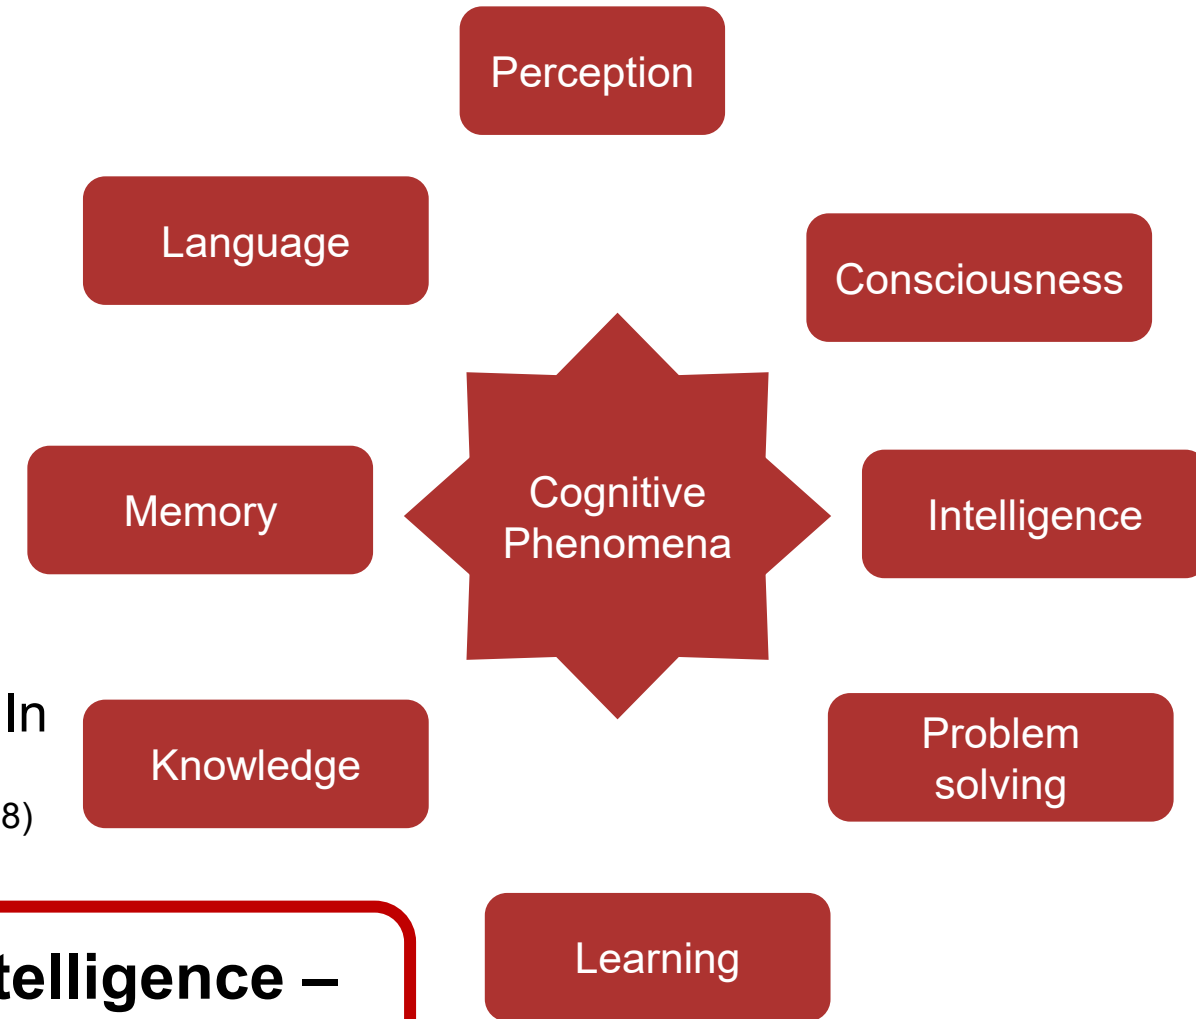 Perception
Language
Consciousness
Memory
Cognitive
Phenomena
Intelligence
In
8)
Knowledge
Problem
solving
telligence –
Learning